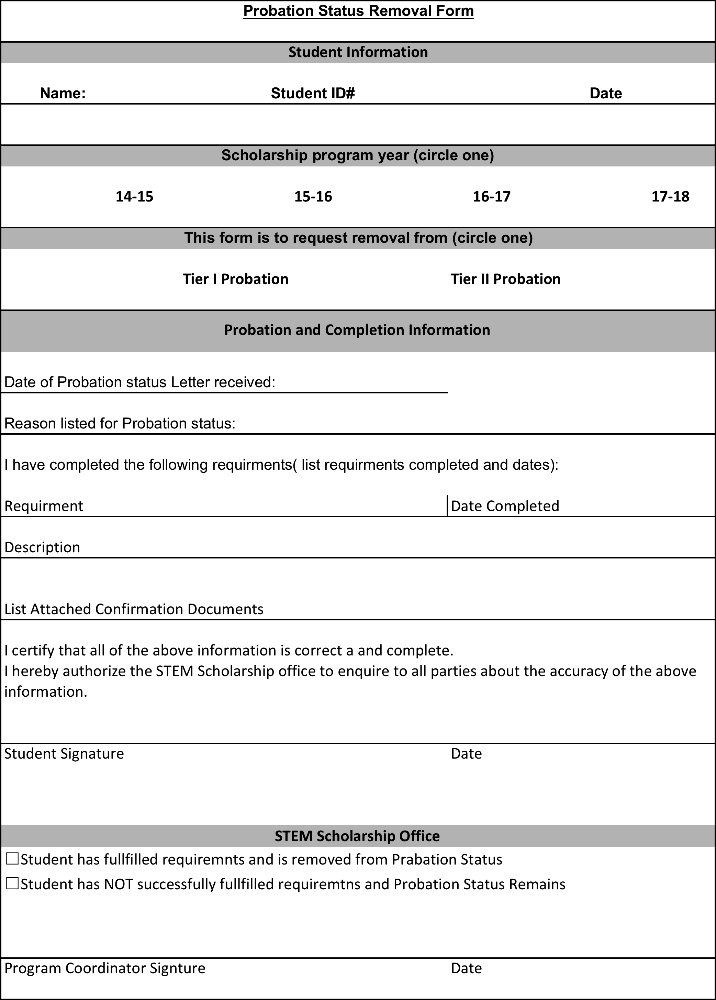 Probation Status Removal Form
Student Information
Name: Student ID# Date
Scholarship program year (circle one)
14-15 15-16 16-17 17-18
This form is to request removal from (circle one)
Tier I Probation Tier II Probation
Probation and Completion Information
Date of Probation status Letter received:
Reason listed for Probation status:
I have completed the following requirments( list requirments completed and dates):
Requirment Date Completed
Description
List Attached Confirmation Documents
I certify that all of the above information is correct a and complete.
I hereby authorize the STEM Scholarship office to enquire to all parties about the accuracy of the above
information.
Student Signature Date
STEM Scholarship Office
Student has fullfilled requiremnts and is removed from Prabation Status
Student has NOT successfully fullfilled requiremtns and Probation Status Remains
Program Coordinator Signture Date